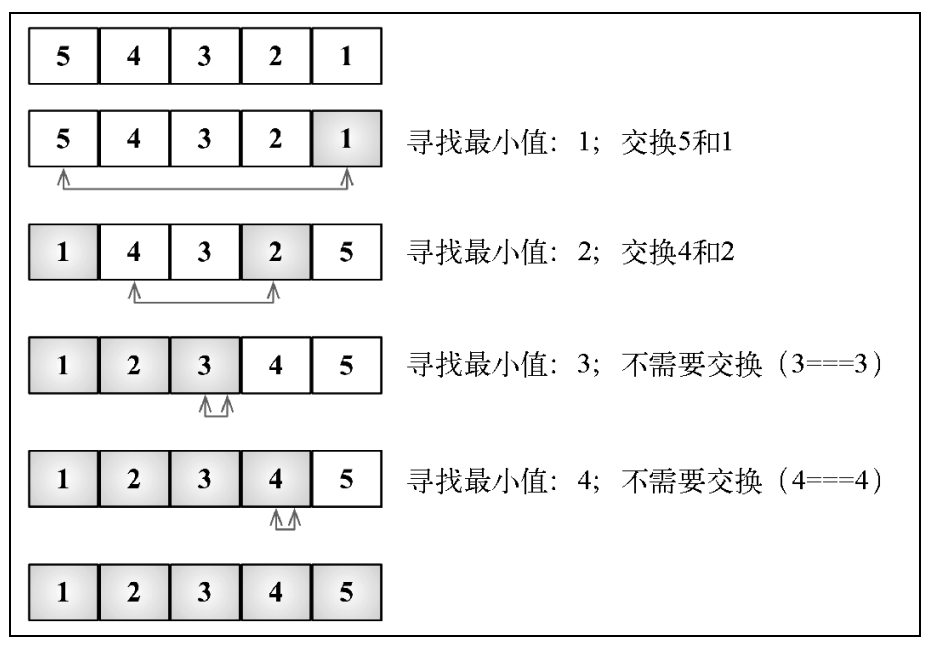 5 4 3 2 1
5 4 3 2 1 寻找最小值：1；交换5和1
1 4 3 2 5 寻找最小值：2；交换4和2
1 2 3 4 5 寻找最小值：3；不需要交换（3===3）
1 2 3 4 5 寻找最小值：4；不需要交换（4===4）
1 2 3 4 5